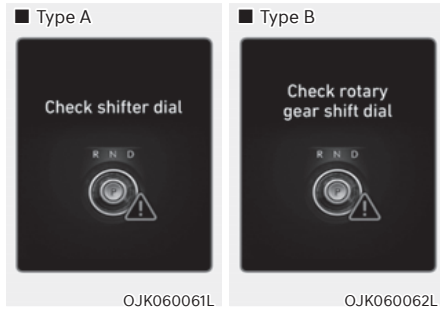 ■ Type A
Check shifter dial
R N D
P
OJK060061L
■ Type B
Check rotary
gear shift dial
R N D
P
OJK060062L